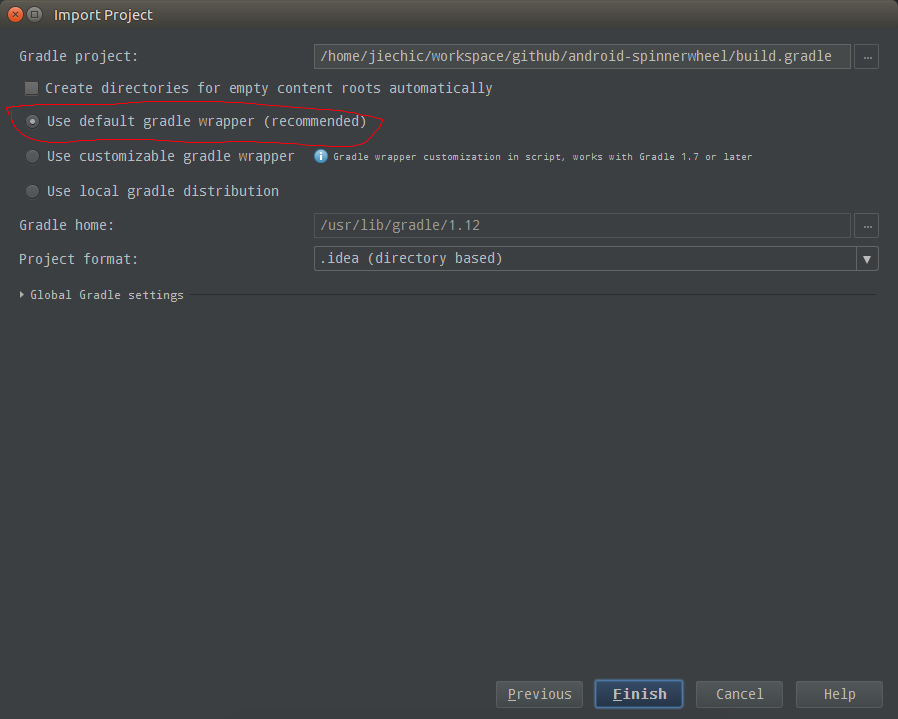 Import Project
Gradle project: /home/jiechic/workspace/github/android-spinnerwheel/build.gradle ...
Create directories for empty content roots automatically
Use default gradle wrapper (recommended)
Use customizable gradle wrapper Gradle wrapper customization in script, works with Gradle 1.7 or later
Use local gradle distribution
Gradle home: /usr/lib/gradle/1.12 ...
Project format: .idea (directory based)
Global Gradle settings
Previous Finish Cancel Help